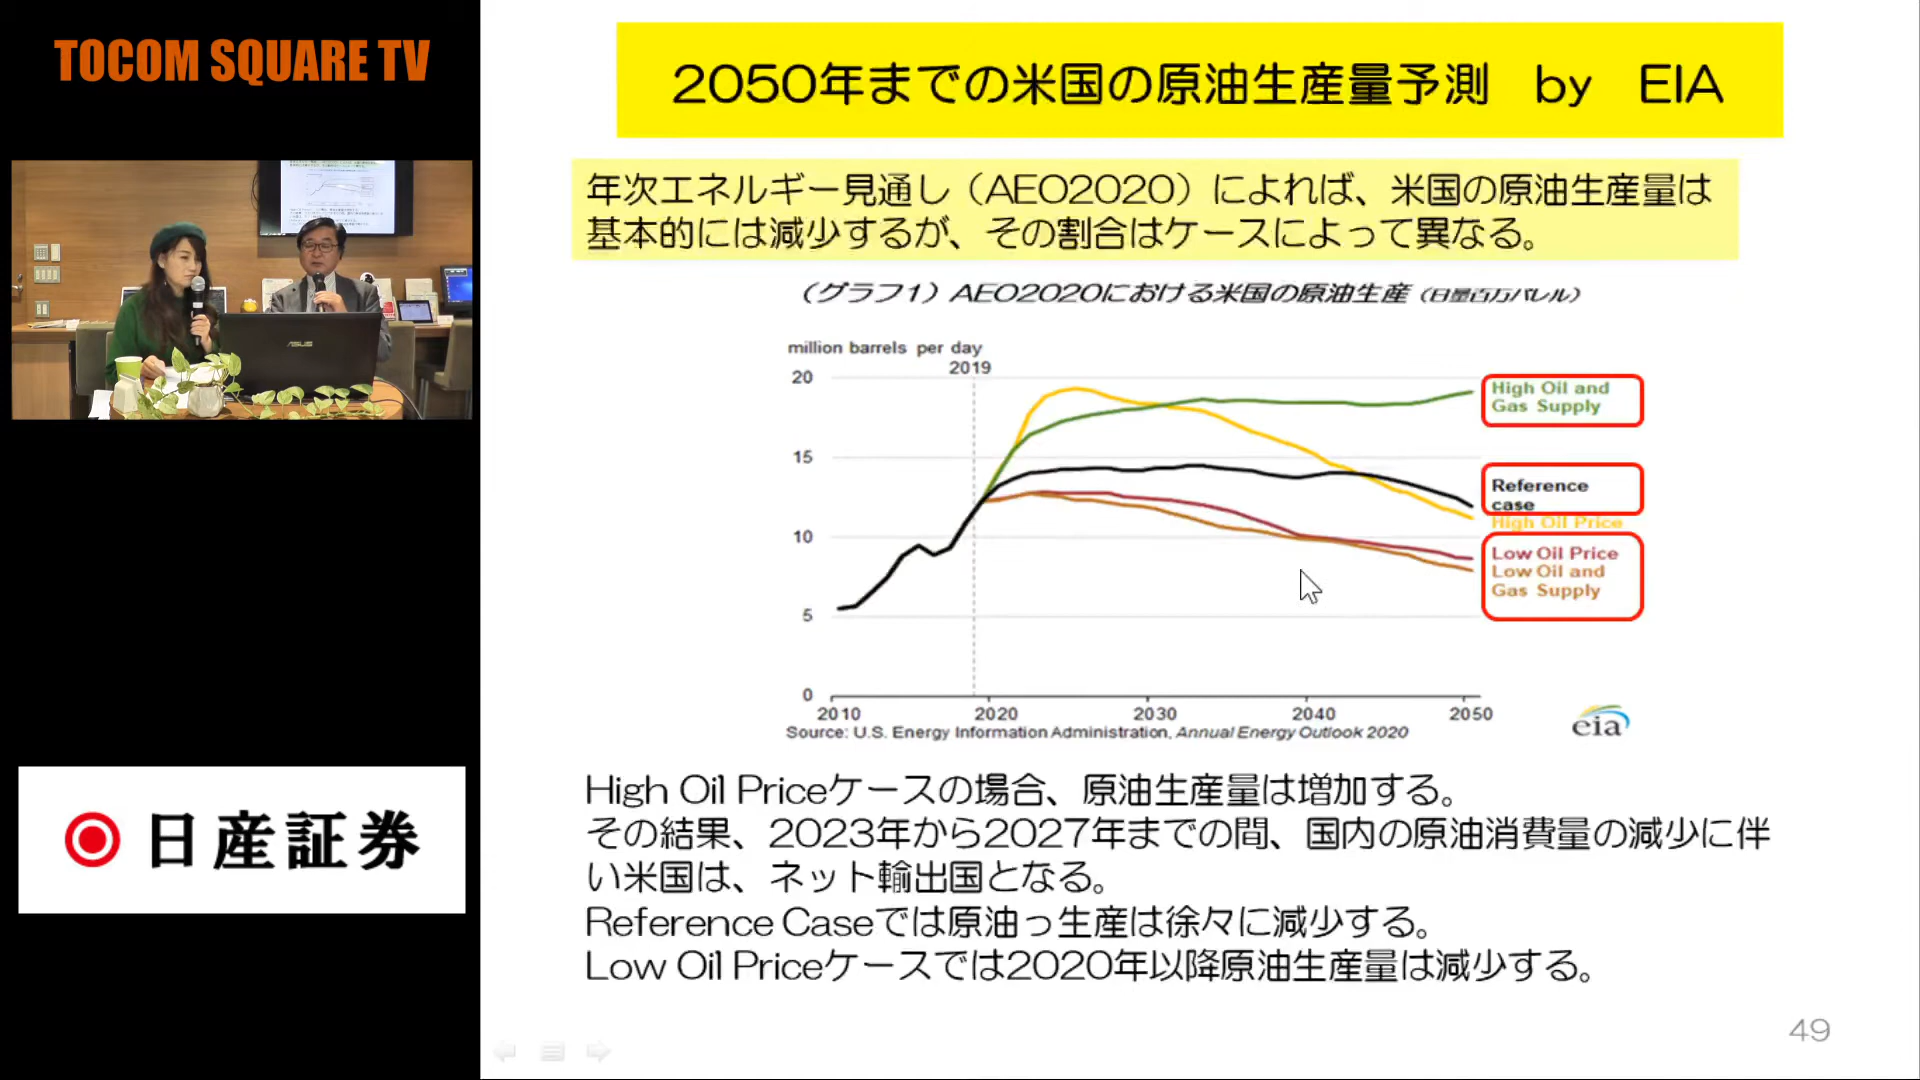 TOCOM SQUARE TV
ASUS
日産証券
2050年までの米国の原油生産量予測 by EIA
年次エネルギー見通し（AEO2020）によれば、米国の原油生産量は
基本的には減少するが、その割合はケースによって異なる。
（グラフ1）AEO2020における米国の原油生産（日量百万バレル）
million barrels per day
2019
20
15
10
5
0
2010 2020 2030 2040 2050
High Oil and
Gas Supply
Reference
case
High Oil Price
Low Oil Price
Low Oil and
Gas Supply
Source: U.S. Energy Information Administration, Annual Energy Outlook 2020
eia
High Oil Priceケースの場合、原油生産量は増加する。
その結果、2023年から2027年までの間、国内の原油消費量の減少に伴
い米国は、ネット輸出国となる。
Reference Caseでは原油っ生産は徐々に減少する。
Low Oil Priceケースでは2020年以降原油生産量は減少する。
49